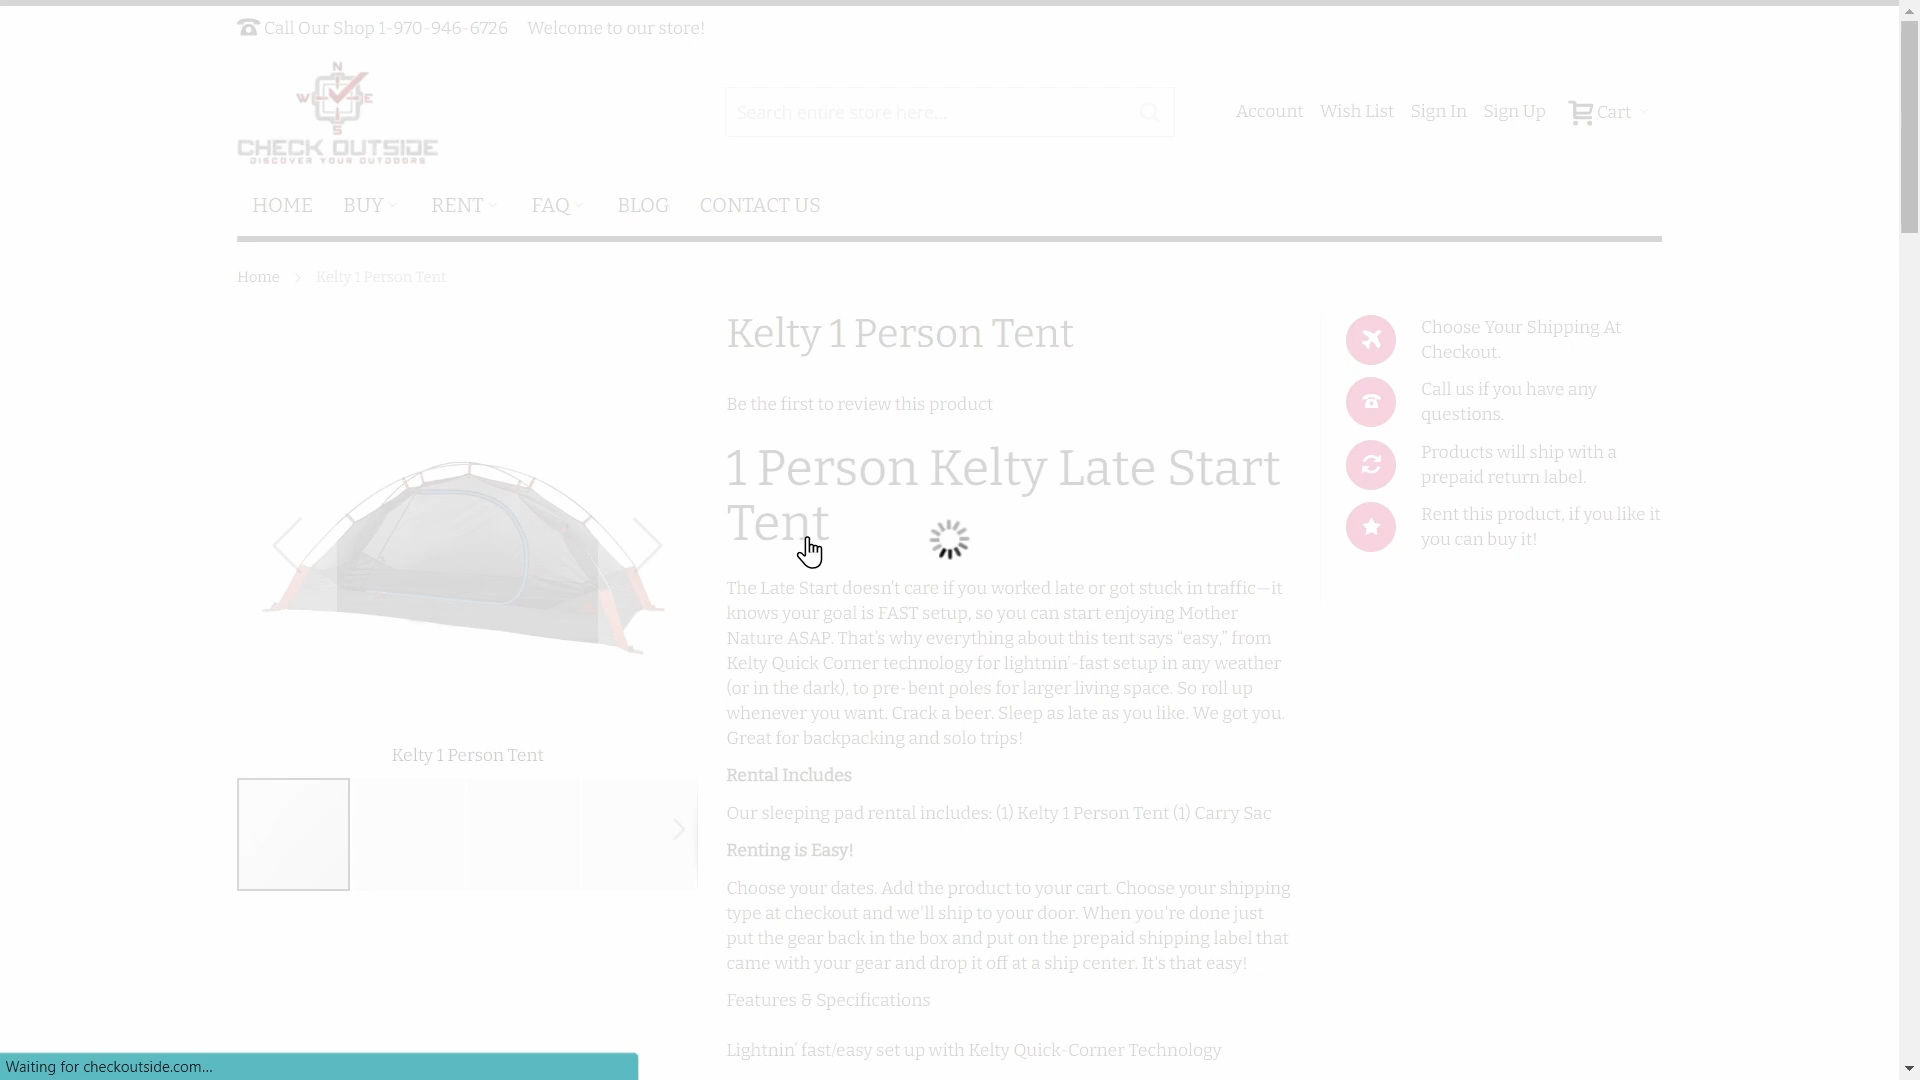 Call Our Shop 1-970-946-6726 Welcome to our store!
N
W E
S
CHECK OUTSIDE
DISCOVER YOUR OUTDOORS
Search entire store here...
Account Wish List Sign In Sign Up Cart
HOME BUY RENT FAQ BLOG CONTACT US
Home Kelty 1 Person Tent
Kelty 1 Person Tent
Be the first to review this product
1 Person Kelty Late Start
Tent
The Late Start doesn’t care if you worked late or got stuck in traffic—it
knows your goal is FAST setup, so you can start enjoying Mother
Nature ASAP. That’s why everything about this tent says “easy,” from
Kelty Quick Corner technology for lightnin’-fast setup in any weather
(or in the dark), to pre-bent poles for larger living space. So roll up
whenever you want. Crack a beer. Sleep as late as you like. We got you.
Great for backpacking and solo trips!
Rental Includes
Our sleeping pad rental includes: (1) Kelty 1 Person Tent (1) Carry Sac
Renting is Easy!
Choose your dates. Add the product to your cart. Choose your shipping
type at checkout and we'll ship to your door. When you're done just
put the gear back in the box and put on the prepaid shipping label that
came with your gear and drop it off at a ship center. It's that easy!
Features & Specifications
Lightnin’ fast/easy set up with Kelty Quick-Corner Technology
Choose Your Shipping At
Checkout.
Call us if you have any
questions.
Products will ship with a
prepaid return label.
Rent this product, if you like it
you can buy it!
Kelty 1 Person Tent
Waiting for checkoutside.com...